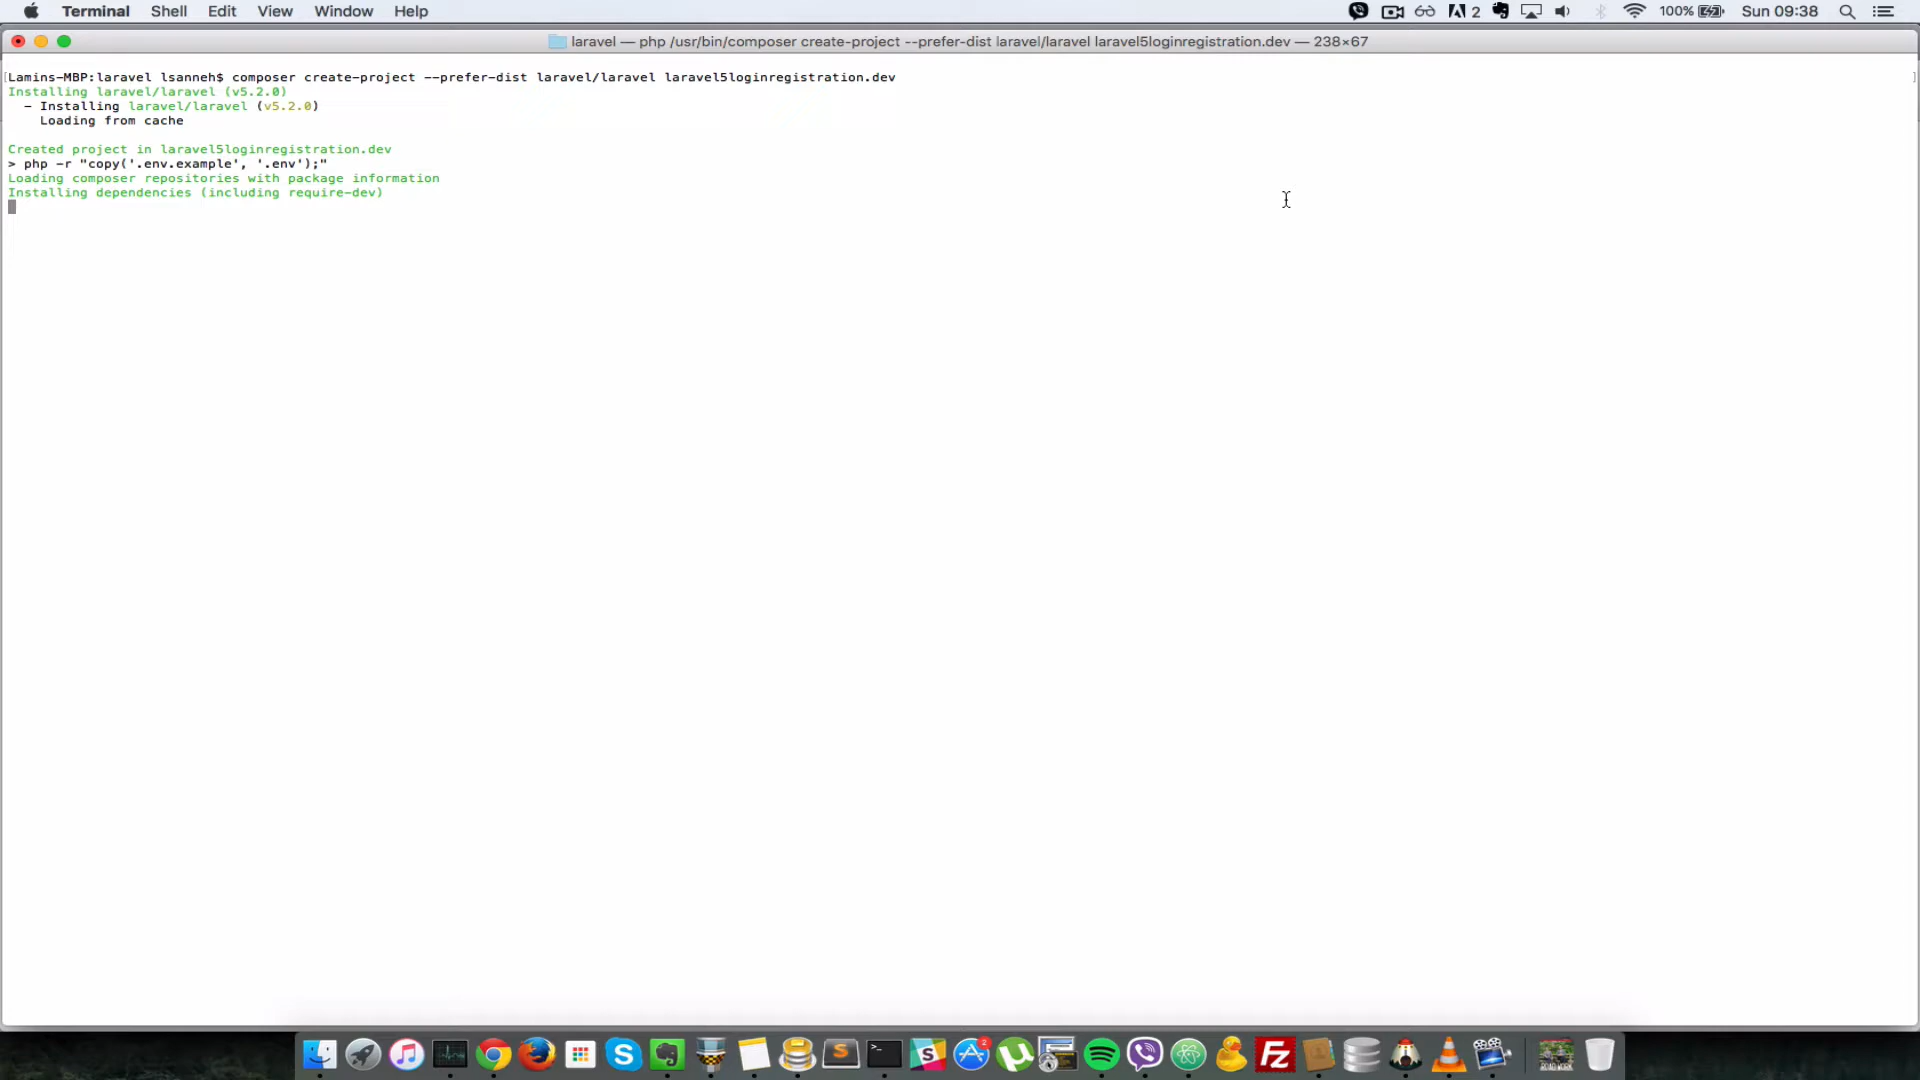 Terminal Shell Edit View Window Help 2 100% Sun 09:38
laravel — php /usr/bin/composer create-project --prefer-dist laravel/laravel laravel5loginregistration.dev — 238×67
[Lamins-MBP:laravel lsanneh$ composer create-project --prefer-dist laravel/laravel laravel5loginregistration.dev ]
Installing laravel/laravel (v5.2.0)
- Installing laravel/laravel (v5.2.0)
Loading from cache
Created project in laravel5loginregistration.dev
> php -r "copy('.env.example', '.env');"
Loading composer repositories with package information
Installing dependencies (including require-dev)